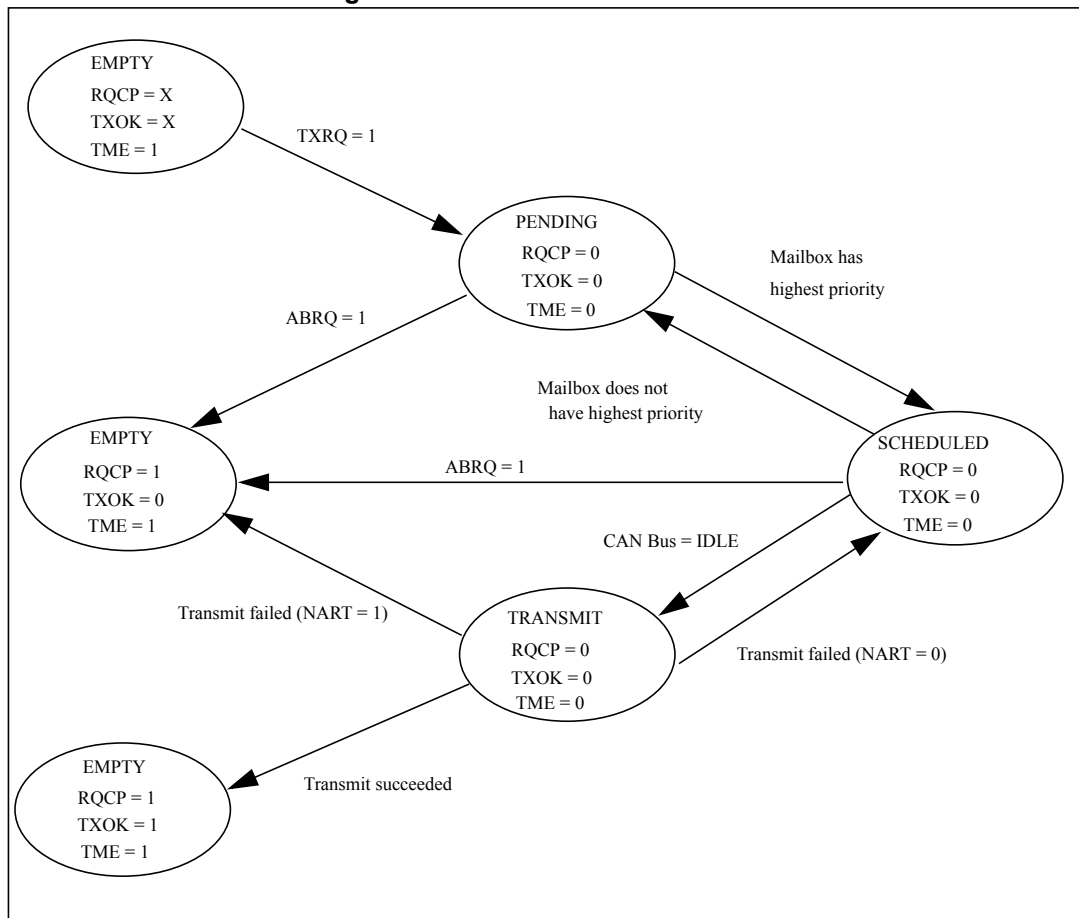 EMPTY
RQCP = X
TXOK = X
TME = 1
TXRQ = 1
PENDING
RQCP = 0
TXOK = 0
TME = 0
Mailbox has
highest priority
ABRQ = 1
Mailbox does not
have highest priority
EMPTY
RQCP = 1
TXOK = 0
TME = 1
ABRQ = 1
SCHEDULED
RQCP = 0
TXOK = 0
TME = 0
CAN Bus = IDLE
Transmit failed (NART = 1)
TRANSMIT
RQCP = 0
TXOK = 0
TME = 0
Transmit failed (NART = 0)
EMPTY
RQCP = 1
TXOK = 1
TME = 1
Transmit succeeded